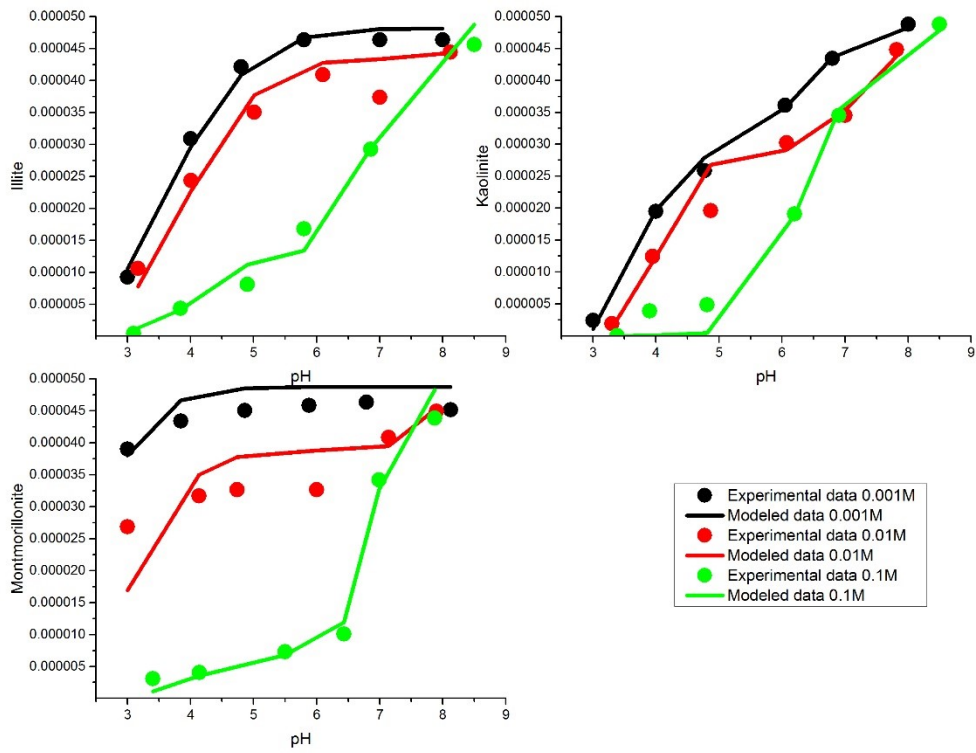 Illite
0.000050
0.000045
0.000040
0.000035
0.000030
0.000025
0.000020
0.000015
0.000010
0.000005
3 4 5 6 7 8 9
pH
Kaolinite
0.000050
0.000045
0.000040
0.000035
0.000030
0.000025
0.000020
0.000015
0.000010
0.000005
3 4 5 6 7 8 9
pH
Montmorillonite
0.000050
0.000045
0.000040
0.000035
0.000030
0.000025
0.000020
0.000015
0.000010
0.000005
3 4 5 6 7 8 9
pH
Experimental data 0.001M
Modeled data 0.001M
Experimental data 0.01M
Modeled data 0.01M
Experimental data 0.1M
Modeled data 0.1M